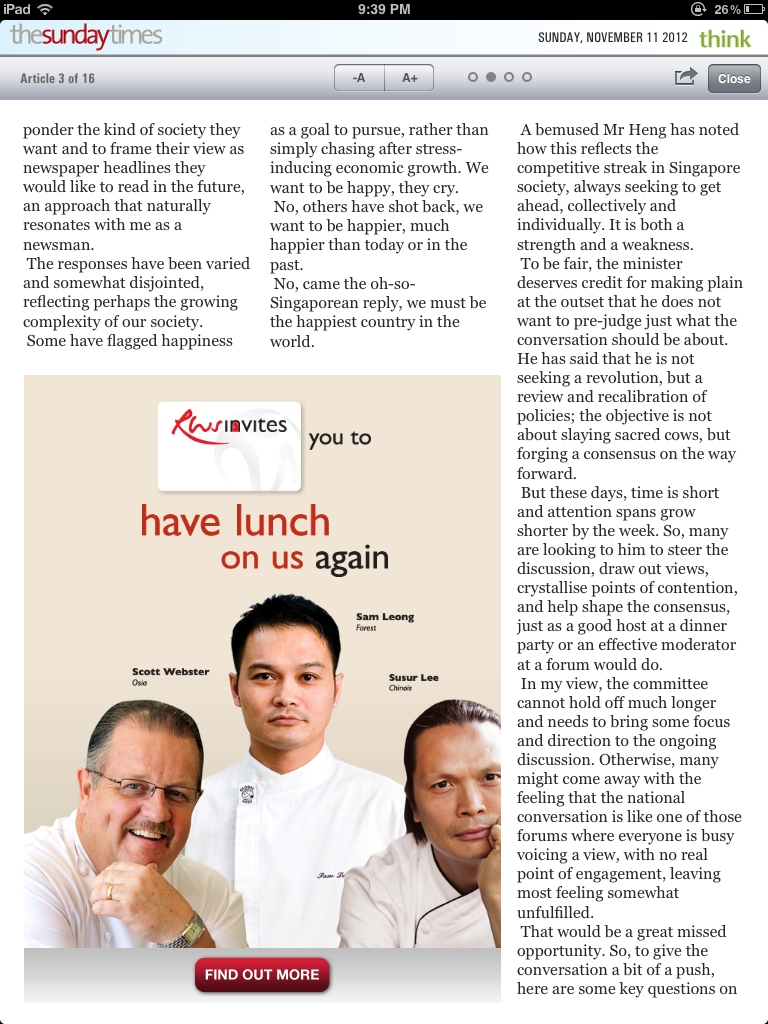 iPad
9:39 PM
26%
thesundaytimes
SUNDAY, NOVEMBER 11 2012
think
Article 3 of 16
-A
A+
Close
ponder the kind of society they
want and to frame their view as
newspaper headlines they
would like to read in the future,
an approach that naturally
resonates with me as a
newsman.
The responses have been varied
and somewhat disjointed,
reflecting perhaps the growing
complexity of our society.
Some have flagged happiness
as a goal to pursue, rather than
simply chasing after stress-
inducing economic growth. We
want to be happy, they cry.
No, others have shot back, we
want to be happier, much
happier than today or in the
past.
No, came the oh-so-
Singaporean reply, we must be
the happiest country in the
world.
rws invites
you to
have lunch
on us again
Sam Leong
Forest
Scott Webster
Osia
Susur Lee
Chinois
FIND OUT MORE
A bemused Mr Heng has noted
how this reflects the
competitive streak in Singapore
society, always seeking to get
ahead, collectively and
individually. It is both a
strength and a weakness.
To be fair, the minister
deserves credit for making plain
at the outset that he does not
want to pre-judge just what the
conversation should be about.
He has said that he is not
seeking a revolution, but a
review and recalibration of
policies; the objective is not
about slaying sacred cows, but
forging a consensus on the way
forward.
But these days, time is short
and attention spans grow
shorter by the week. So, many
are looking to him to steer the
discussion, draw out views,
crystallise points of contention,
and help shape the consensus,
just as a good host at a dinner
party or an effective moderator
at a forum would do.
In my view, the committee
cannot hold off much longer
and needs to bring some focus
and direction to the ongoing
discussion. Otherwise, many
might come away with the
feeling that the national
conversation is like one of those
forums where everyone is busy
voicing a view, with no real
point of engagement, leaving
most feeling somewhat
unfulfilled.
That would be a great missed
opportunity. So, to give the
conversation a bit of a push,
here are some key questions on